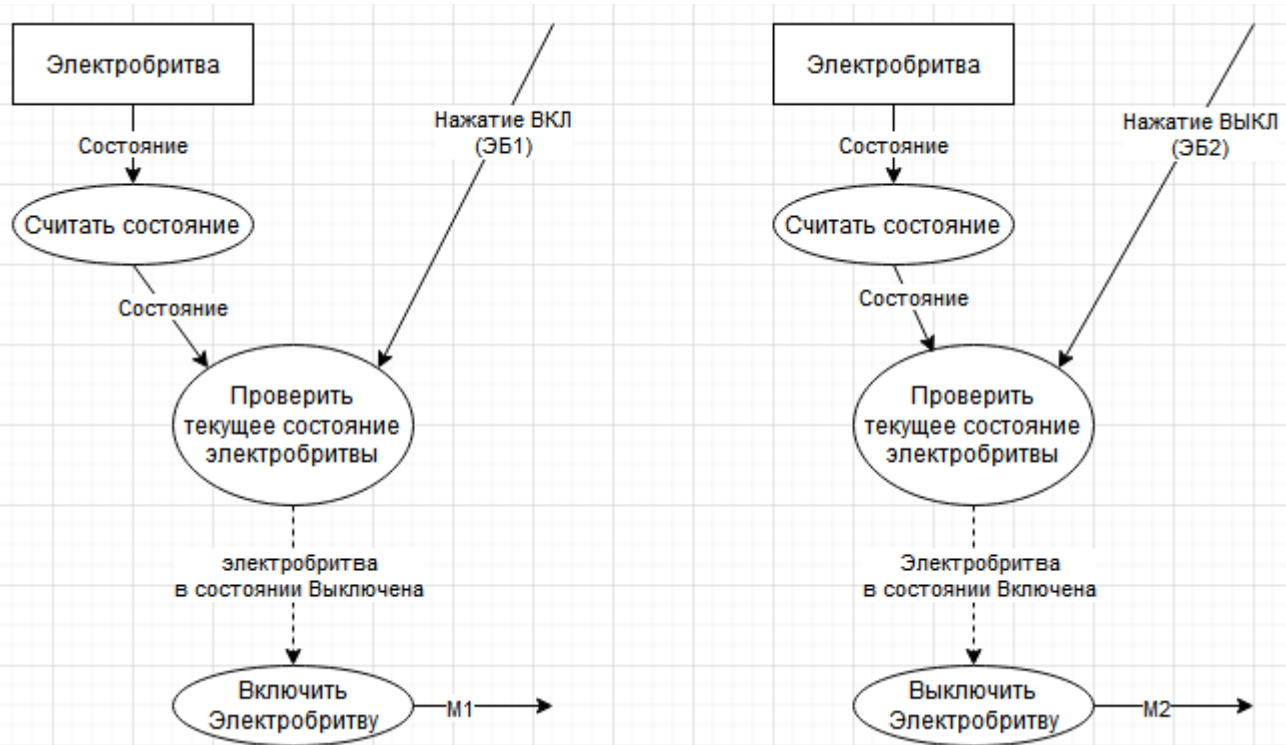 Электробритва
Состояние
Нажатие ВКЛ
(ЭБ1)
Считать состояние
Состояние
Проверить
текущее состояние
электробритвы
электробритва
в состоянии Выключена
Включить
Электробритву
М1
Электробритва
Состояние
Нажатие ВЫКЛ
(ЭБ2)
Считать состояние
Состояние
Проверить
текущее состояние
электробритвы
Электробритва
в состоянии Включена
Выключить
Электробритву
М2